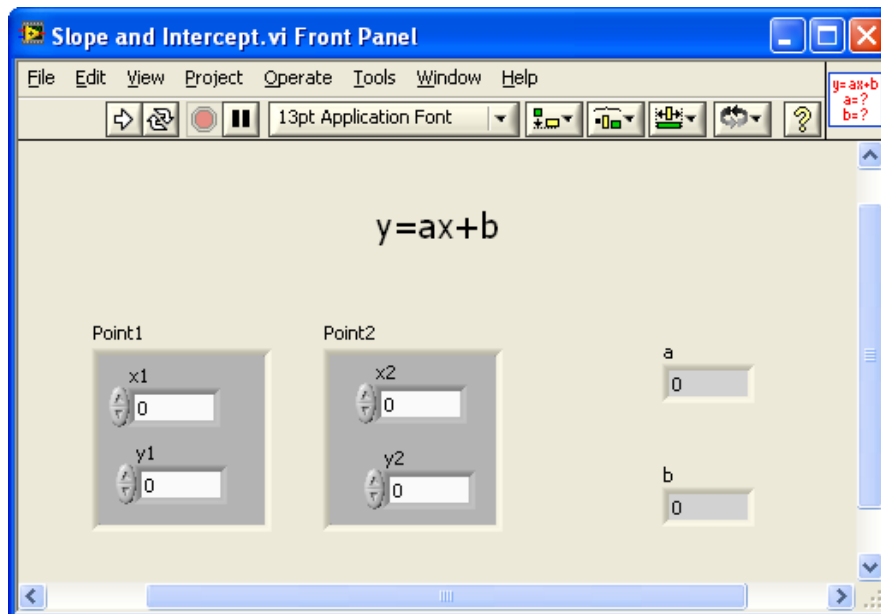 Slope and Intercept.vi Front Panel
File Edit View Project Operate Tools Window Help
y=ax+b
a=?
b=?
13pt Application Font
?
y=ax+b
Point1
x1
0
y1
0
Point2
x2
0
y2
0
a
0
b
0